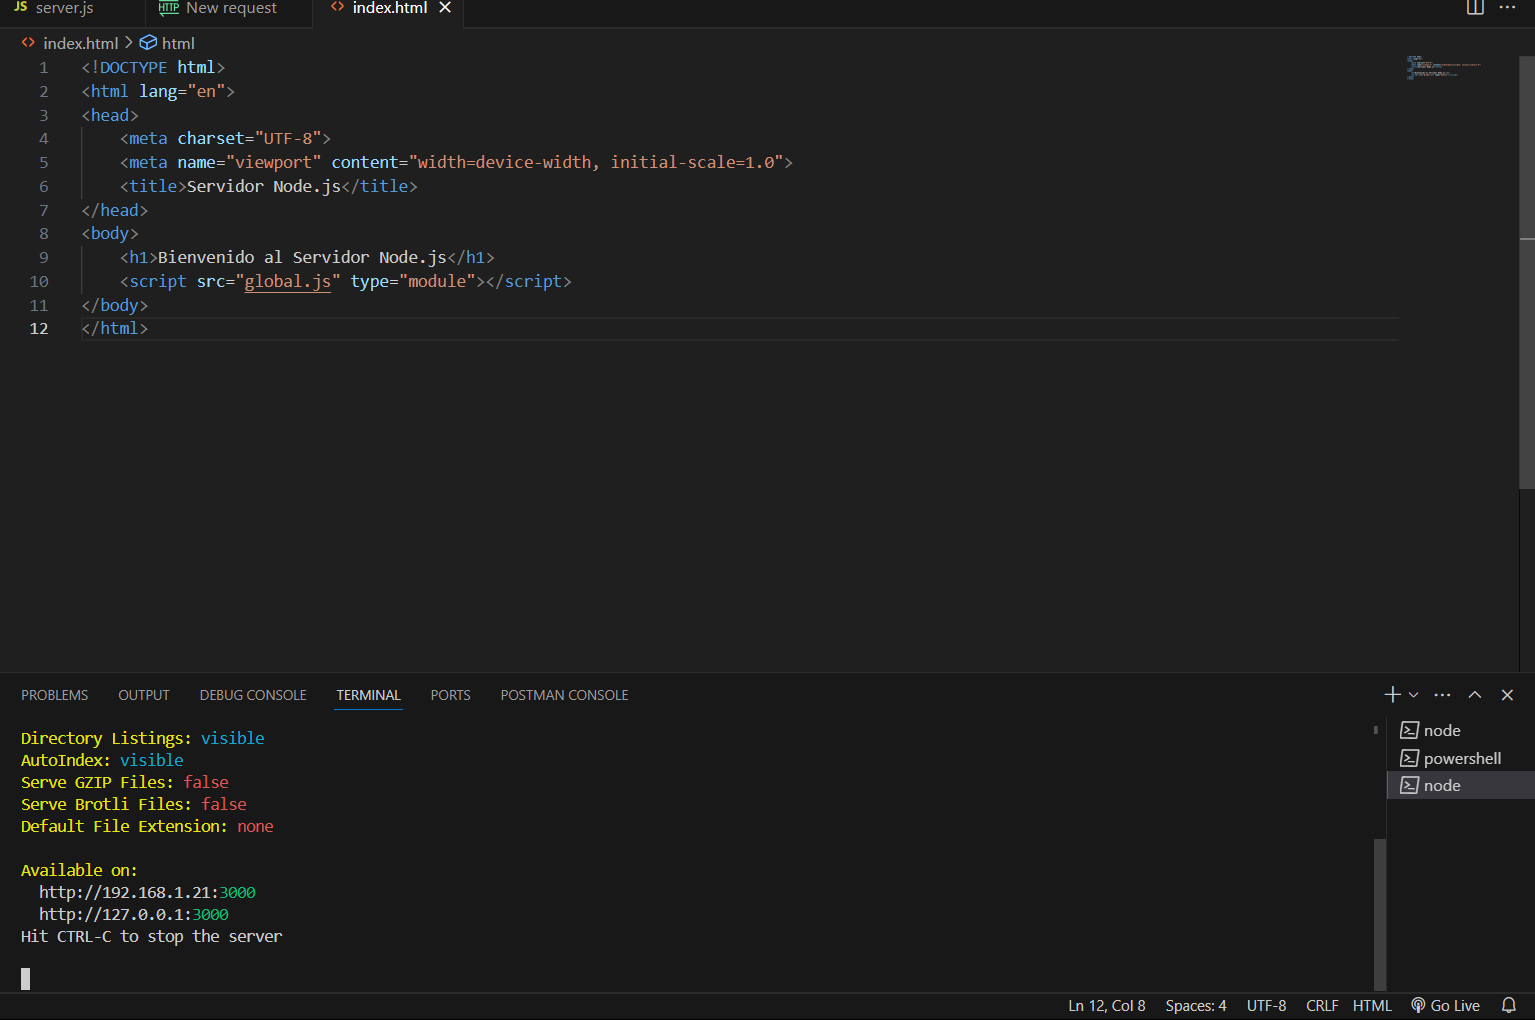 JS server.js HTTP New request <> index.html
<> index.html > html
1 <!DOCTYPE html>
2 <html lang="en">
3 <head>
4     <meta charset="UTF-8">
5     <meta name="viewport" content="width=device-width, initial-scale=1.0">
6     <title>Servidor Node.js</title>
7 </head>
8 <body>
9     <h1>Bienvenido al Servidor Node.js</h1>
10     <script src="global.js" type="module"></script>
11 </body>
12 </html>
PROBLEMS OUTPUT DEBUG CONSOLE TERMINAL PORTS POSTMAN CONSOLE
Directory Listings: visible
AutoIndex: visible
Serve GZIP Files: false
Serve Brotli Files: false
Default File Extension: none
Available on:
  http://192.168.1.21:3000
  http://127.0.0.1:3000
Hit CTRL-C to stop the server
node
powershell
node
Ln 12, Col 8 Spaces: 4 UTF-8 CRLF HTML Go Live